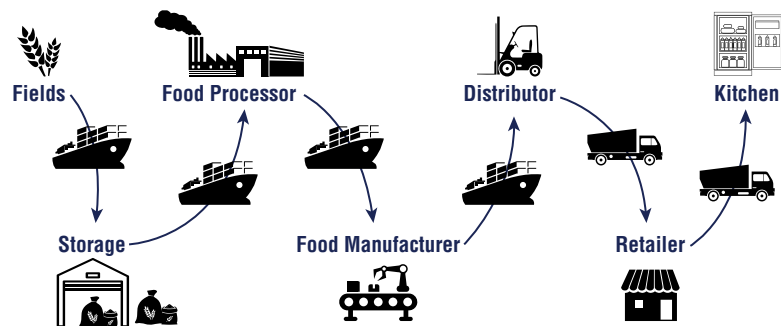 Fields
Food Processor
Distributor
Kitchen
Storage
Food Manufacturer
Retailer